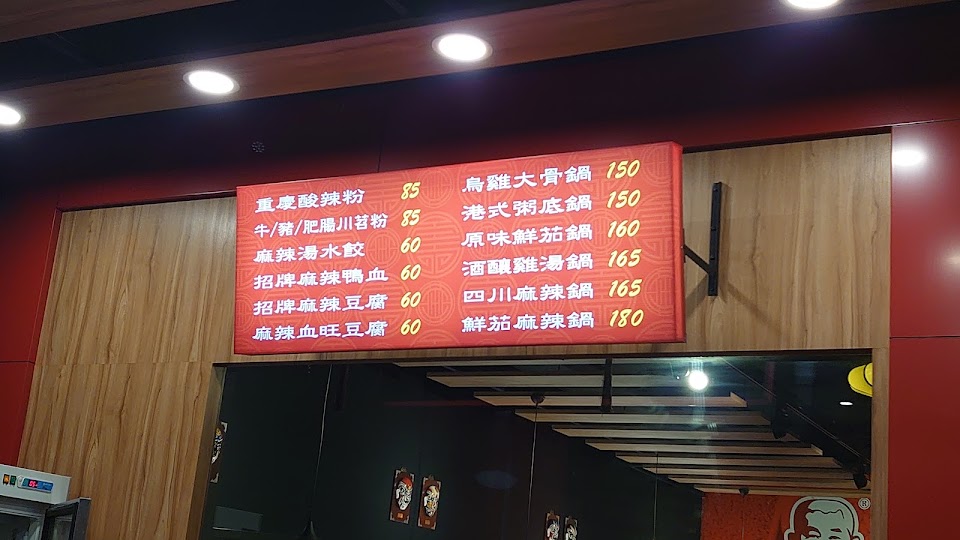 重慶酸辣粉 85
牛/豬/肥腸川苕粉 85
麻辣湯水餃 60
招牌麻辣鴨血 60
招牌麻辣豆腐 60
麻辣血旺豆腐 60
烏雞大骨鍋 150
港式粥底鍋 150
原味鮮茄鍋 160
酒釀雞湯鍋 165
四川麻辣鍋 165
鮮茄麻辣鍋 180